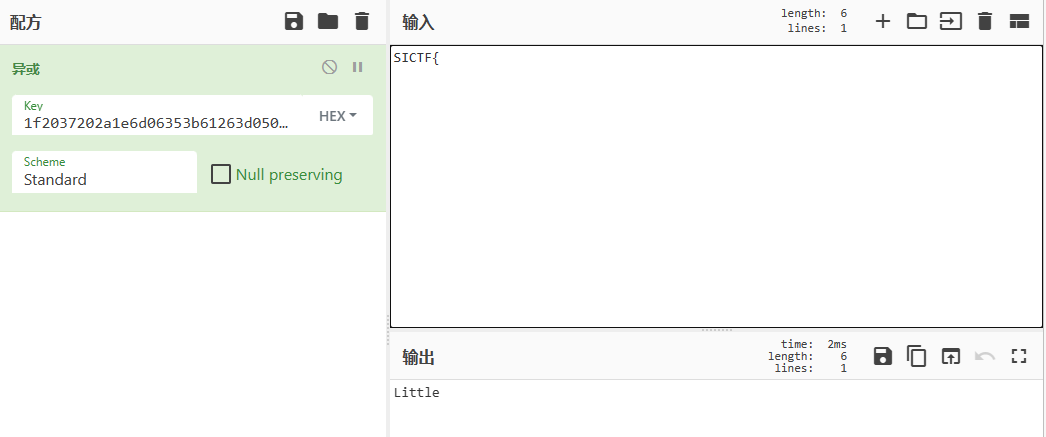 配方
异或
Key
1f2037202a1e6d06353b61263d050…
HEX
Scheme
Standard
Null preserving
输入
length: 6
lines: 1
SICTF{
输出
time: 2ms
length: 6
lines: 1
Little